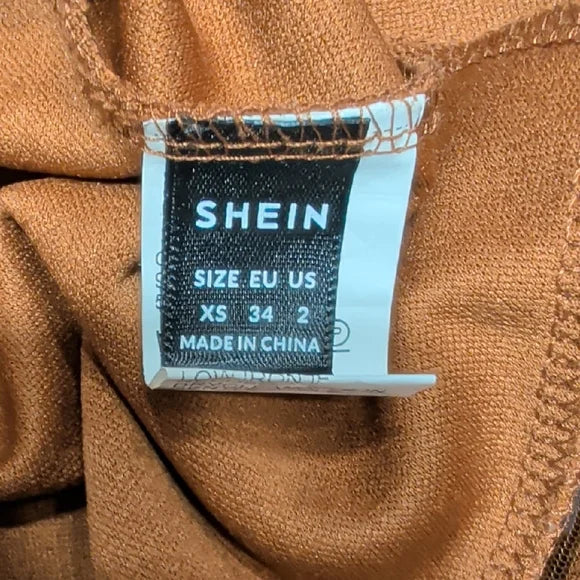 SHEIN
SIZE EU US
XS 34 2
MADE IN CHINA